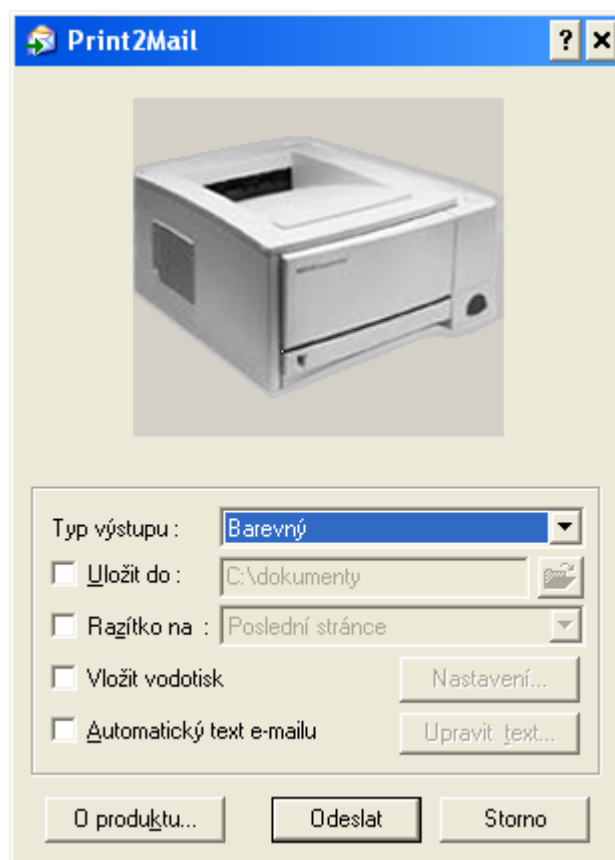 Print2Mail
Typ výstupu : Barevný
Uložit do : C:\dokumenty
Razítko na : Poslední stránce
Vložit vodotisk Nastavení...
Automatický text e-mailu Upravit text...
O produktu... Odeslat Storno